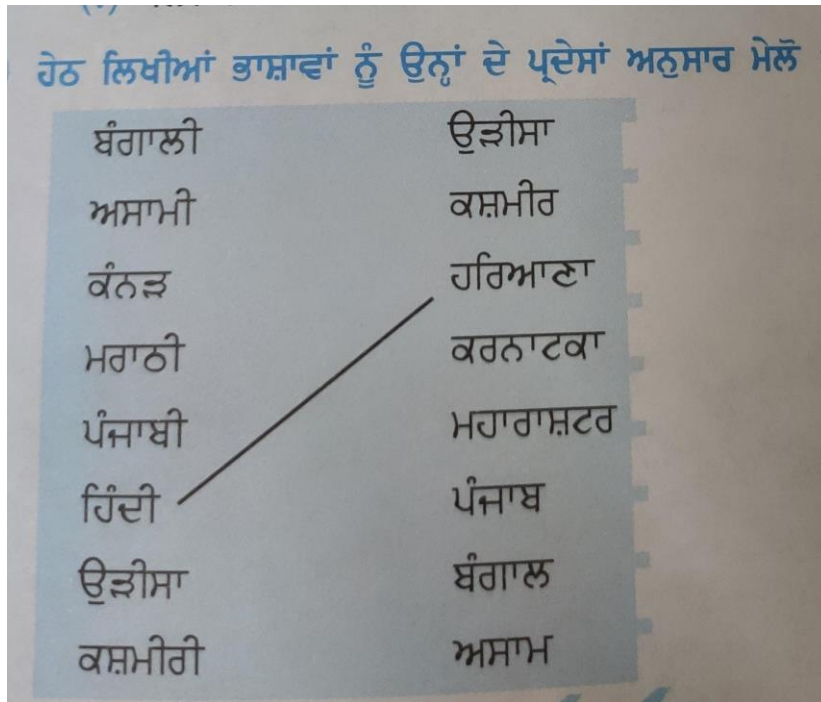 ਹੇਠ ਲਿਖੀਆਂ ਭਾਸ਼ਾਵਾਂ ਨੂੰ ਉਨ੍ਹਾਂ ਦੇ ਪ੍ਰਦੇਸਾਂ ਅਨੁਸਾਰ ਮੇਲੋ
ਬੰਗਾਲੀ ਉੜੀਸਾ
ਅਸਾਮੀ ਕਸ਼ਮੀਰ
ਕੰਨੜ ਹਰਿਆਣਾ
ਮਰਾਠੀ ਕਰਨਾਟਕਾ
ਪੰਜਾਬੀ ਮਹਾਰਾਸ਼ਟਰ
ਹਿੰਦੀ ਪੰਜਾਬ
ਉੜੀਸਾ ਬੰਗਾਲ
ਕਸ਼ਮੀਰੀ ਅਸਾਮ